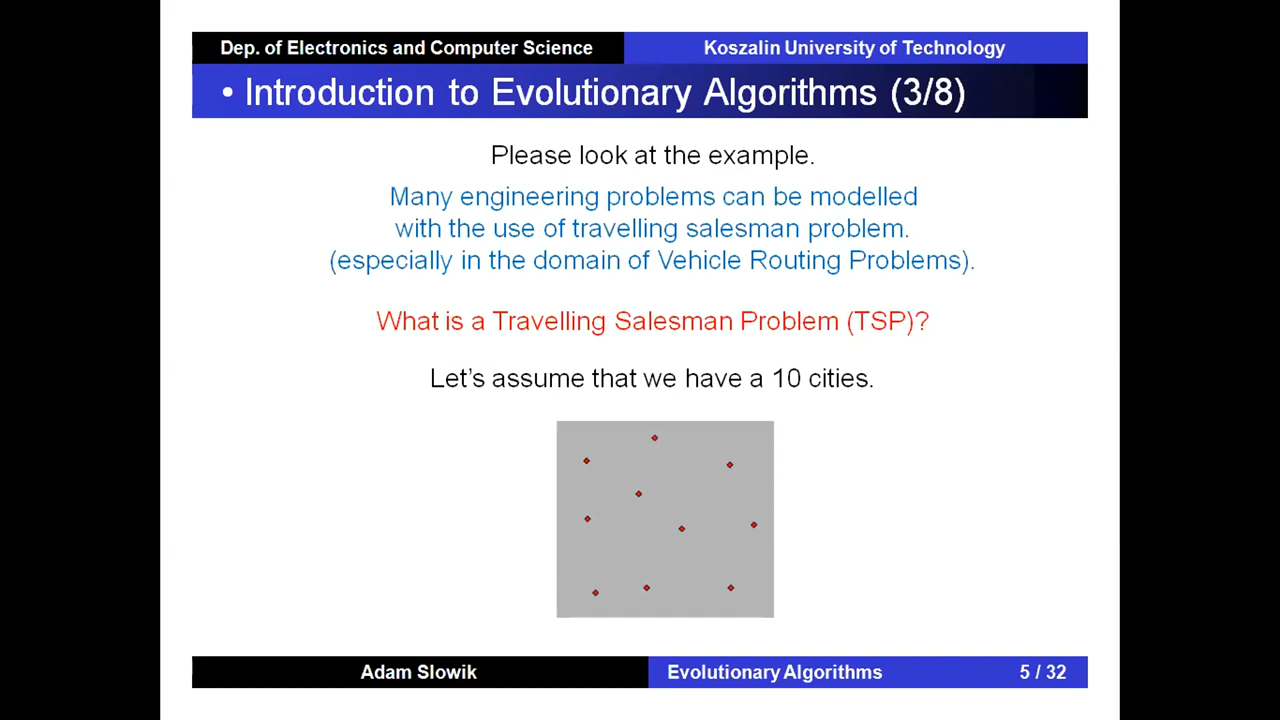 Dep. of Electronics and Computer Science
Koszalin University of Technology
• Introduction to Evolutionary Algorithms (3/8)
Please look at the example.
Many engineering problems can be modelled
with the use of travelling salesman problem.
(especially in the domain of Vehicle Routing Problems).
What is a Travelling Salesman Problem (TSP)?
Let's assume that we have a 10 cities.
Adam Slowik
Evolutionary Algorithms
5 / 32